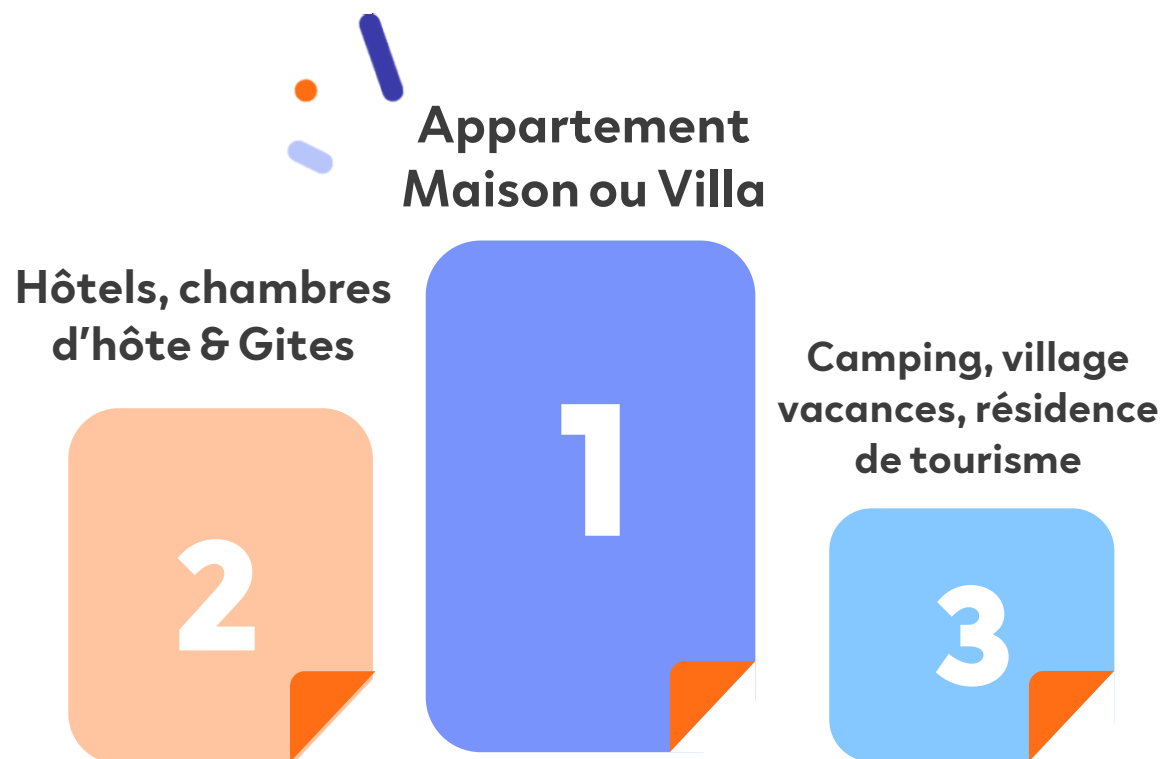 Appartement
Maison ou Villa
1
Hôtels, chambres
d'hôte & Gites
2
Camping, village
vacances, résidence
de tourisme
3